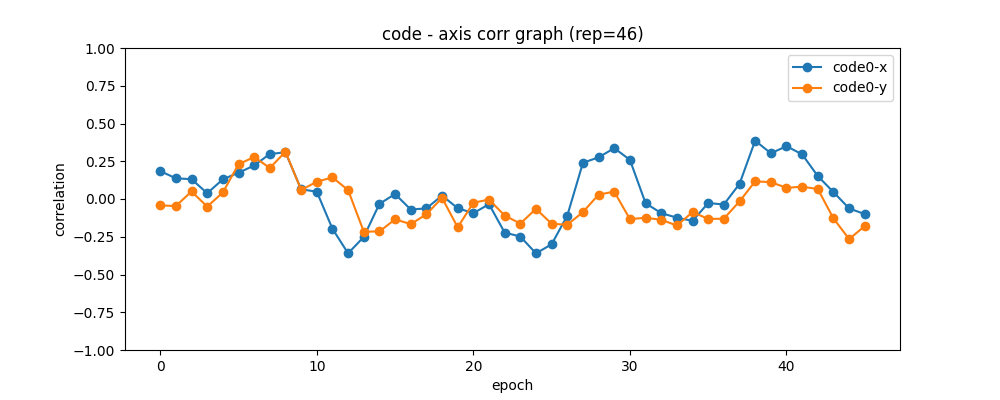 code - axis corr graph (rep=46)
1.00
0.75
0.50
0.25
0.00
−0.25
−0.50
−0.75
−1.00
correlation
code0-x
code0-y
0 10 20 30 40
epoch